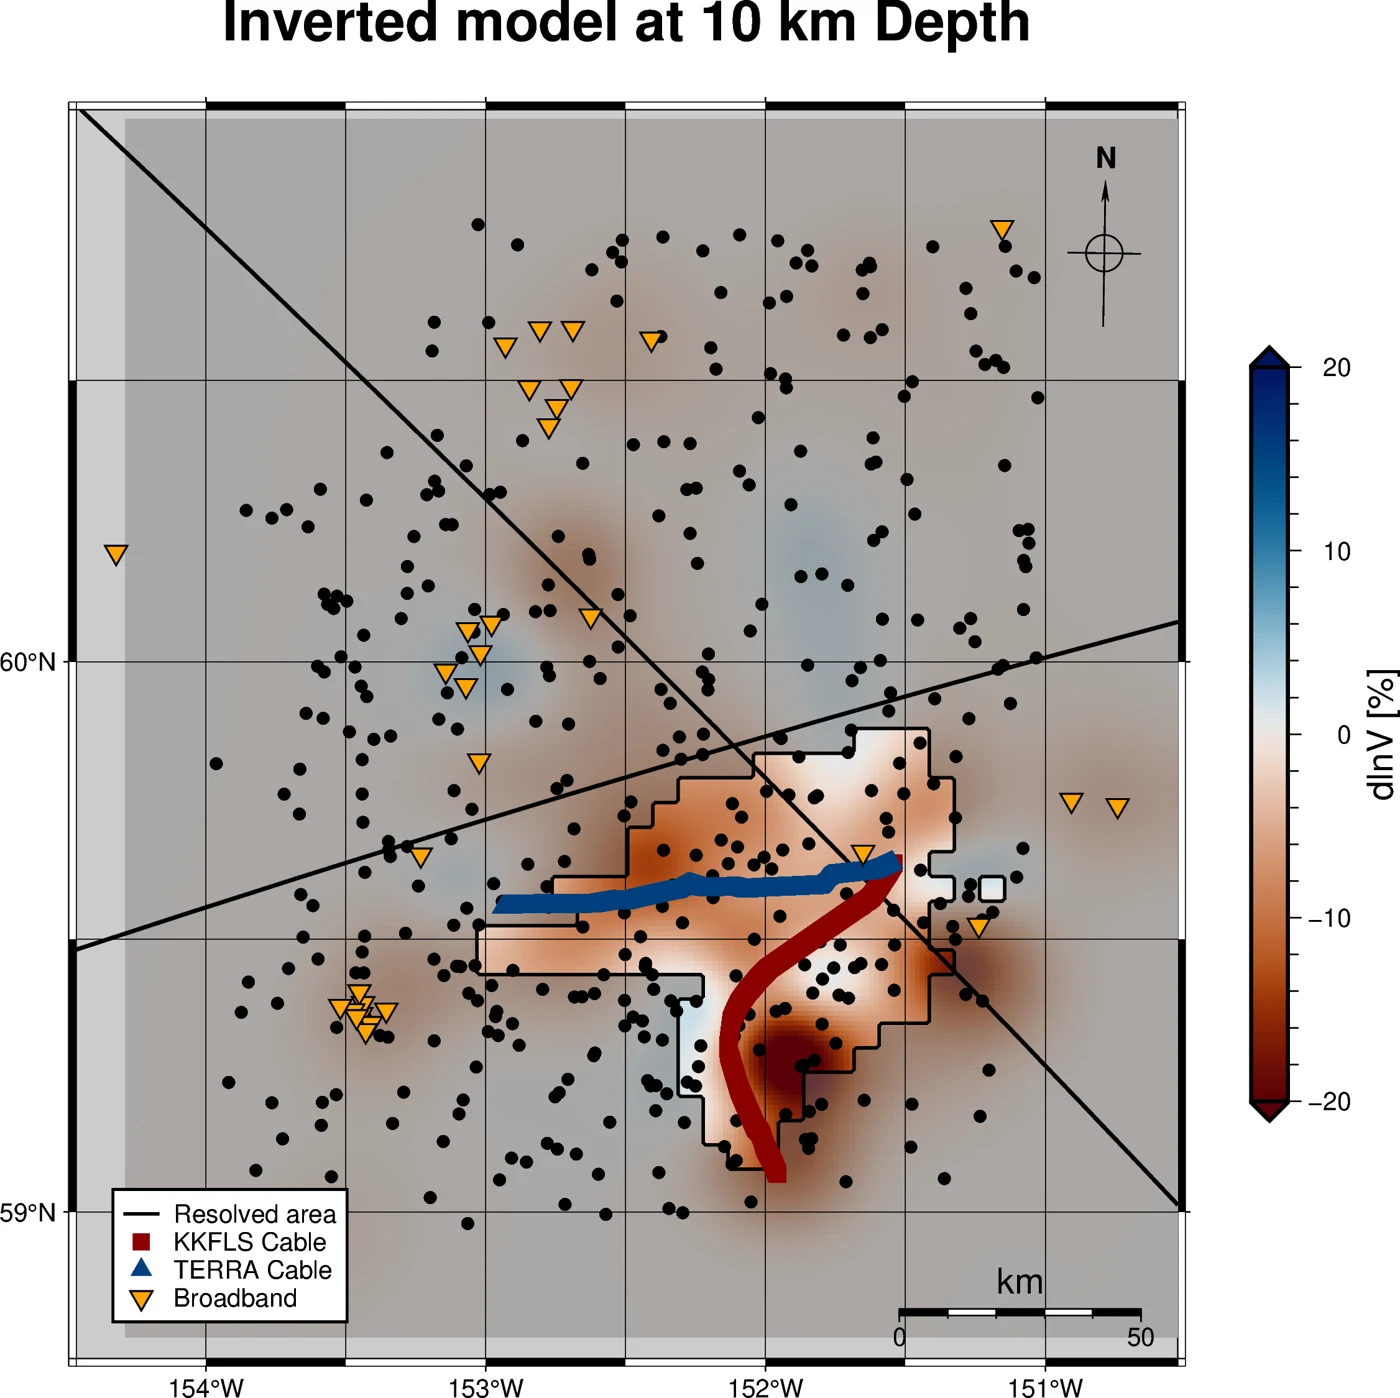 Inverted model at 10 km Depth
N
20
10
0
−10
−20
dlnV [%]
60°N
59°N
Resolved area
KKFLS Cable
TERRA Cable
Broadband
km
0 50
154°W 153°W 152°W 151°W